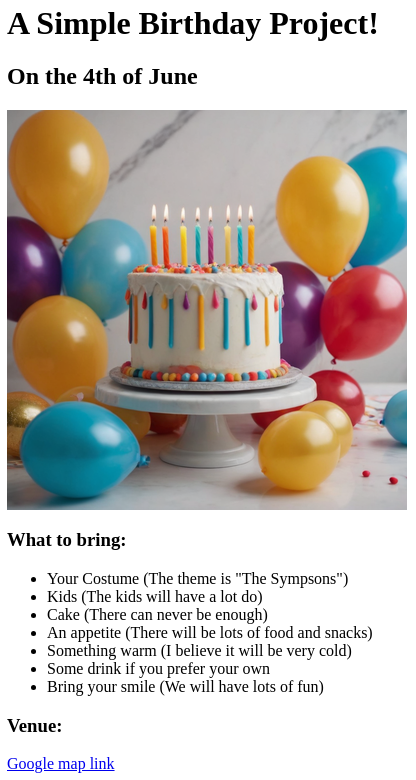 A Simple Birthday Project!
On the 4th of June
What to bring:
Your Costume (The theme is "The Sympsons")
Kids (The kids will have a lot do)
Cake (There can never be enough)
An appetite (There will be lots of food and snacks)
Something warm (I believe it will be very cold)
Some drink if you prefer your own
Bring your smile (We will have lots of fun)
Venue:
Google map link